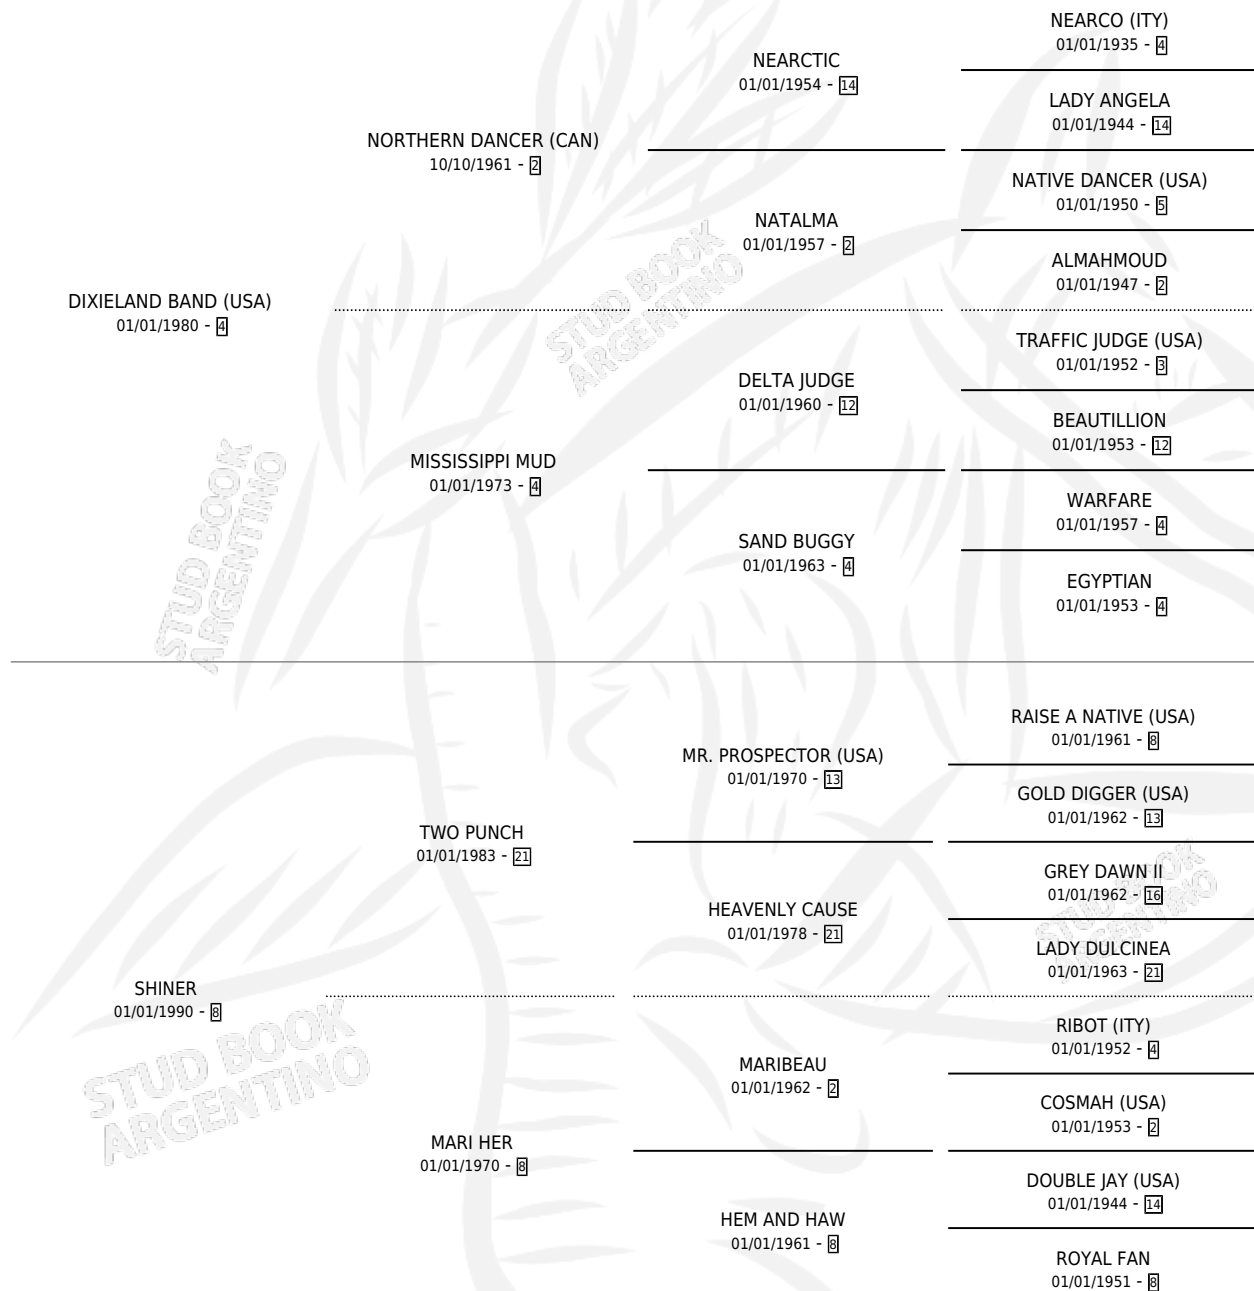 NEARCO (ITY)
01/01/1935 - 4
NEARCTIC
01/01/1954 - 14
LADY ANGELA
01/01/1944 - 14
NORTHERN DANCER (CAN)
10/10/1961 - 2
NATIVE DANCER (USA)
01/01/1950 - 5
NATALMA
01/01/1957 - 2
ALMAHMOUD
01/01/1947 - 2
DIXIELAND BAND (USA)
01/01/1980 - 4
TRAFFIC JUDGE (USA)
01/01/1952 - 3
DELTA JUDGE
01/01/1960 - 12
BEAUTILLION
01/01/1953 - 12
MISSISSIPPI MUD
01/01/1973 - 4
WARFARE
01/01/1957 - 4
SAND BUGGY
01/01/1963 - 4
EGYPTIAN
01/01/1953 - 4
RAISE A NATIVE (USA)
01/01/1961 - 8
MR. PROSPECTOR (USA)
01/01/1970 - 13
GOLD DIGGER (USA)
01/01/1962 - 13
TWO PUNCH
01/01/1983 - 21
GREY DAWN II
01/01/1962 - 16
HEAVENLY CAUSE
01/01/1978 - 21
LADY DULCINEA
01/01/1963 - 21
SHINER
01/01/1990 - 8
RIBOT (ITY)
01/01/1952 - 4
MARIBEAU
01/01/1962 - 2
COSMAH (USA)
01/01/1953 - 2
MARI HER
01/01/1970 - 8
DOUBLE JAY (USA)
01/01/1944 - 14
HEM AND HAW
01/01/1961 - 8
ROYAL FAN
01/01/1951 - 8
STUD BOOK
ARGENTINO
STUD BOOK
ARGENTINO
STUD BOOK
ARGENTINO
STUD BOOK
ARGENTINO